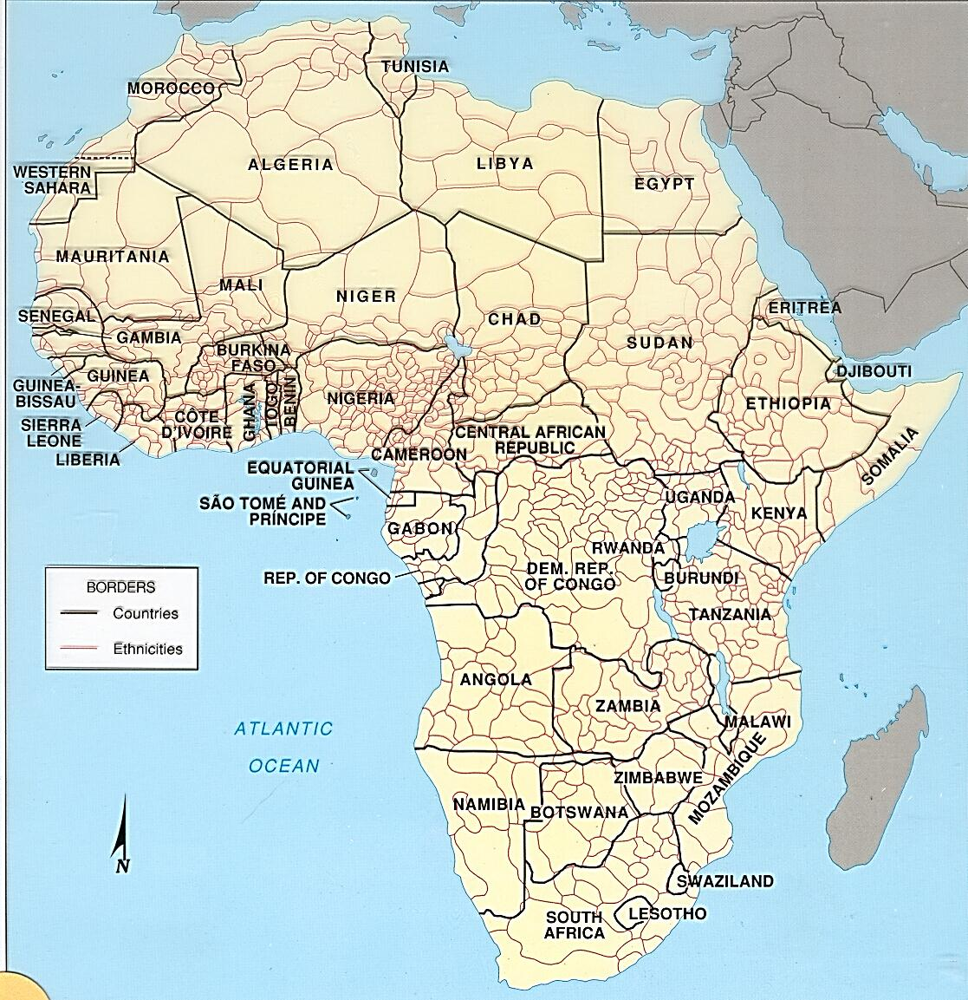 TUNISIA
MOROCCO
ALGERIA
LIBYA
EGYPT
WESTERN
SAHARA
MAURITANIA
MALI
NIGER
CHAD
SUDAN
ERITREA
SENEGAL
GAMBIA
BURKINA
FASO
DJIBOUTI
GUINEA
GUINEA-
BISSAU
NIGERIA
ETHIOPIA
GHANA
TOGO
BENIN
CÔTE
D'IVOIRE
SIERRA
LEONE
LIBERIA
CENTRAL AFRICAN
REPUBLIC
CAMEROON
SOMALIA
EQUATORIAL
GUINEA
SÃO TOMÉ AND
PRÍNCIPE
UGANDA
KENYA
GABON
RWANDA
DEM. REP.
OF CONGO
BURUNDI
REP. OF CONGO
TANZANIA
BORDERS
Countries
Ethnicities
ANGOLA
ZAMBIA
MALAWI
MOZAMBIQUE
ATLANTIC
OCEAN
ZIMBABWE
NAMIBIA
BOTSWANA
N
SWAZILAND
LESOTHO
SOUTH
AFRICA